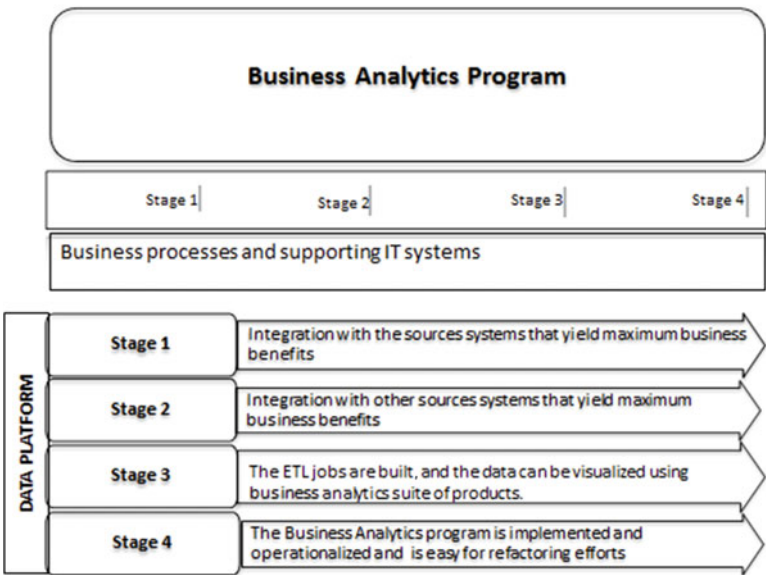 Business Analytics Program
Stage 1 Stage 2 Stage 3 Stage 4
Business processes and supporting IT systems
DATA PLATFORM
Stage 1
Integration with the sources systems that yield maximum business
benefits
Stage 2
Integration with other sources systems that yield maximum
business benefits
Stage 3
The ETL jobs are built, and the data can be visualized using
business analytics suite of products.
Stage 4
The Business Analytics program is implemented and
operationalized and is easy for refactoring efforts